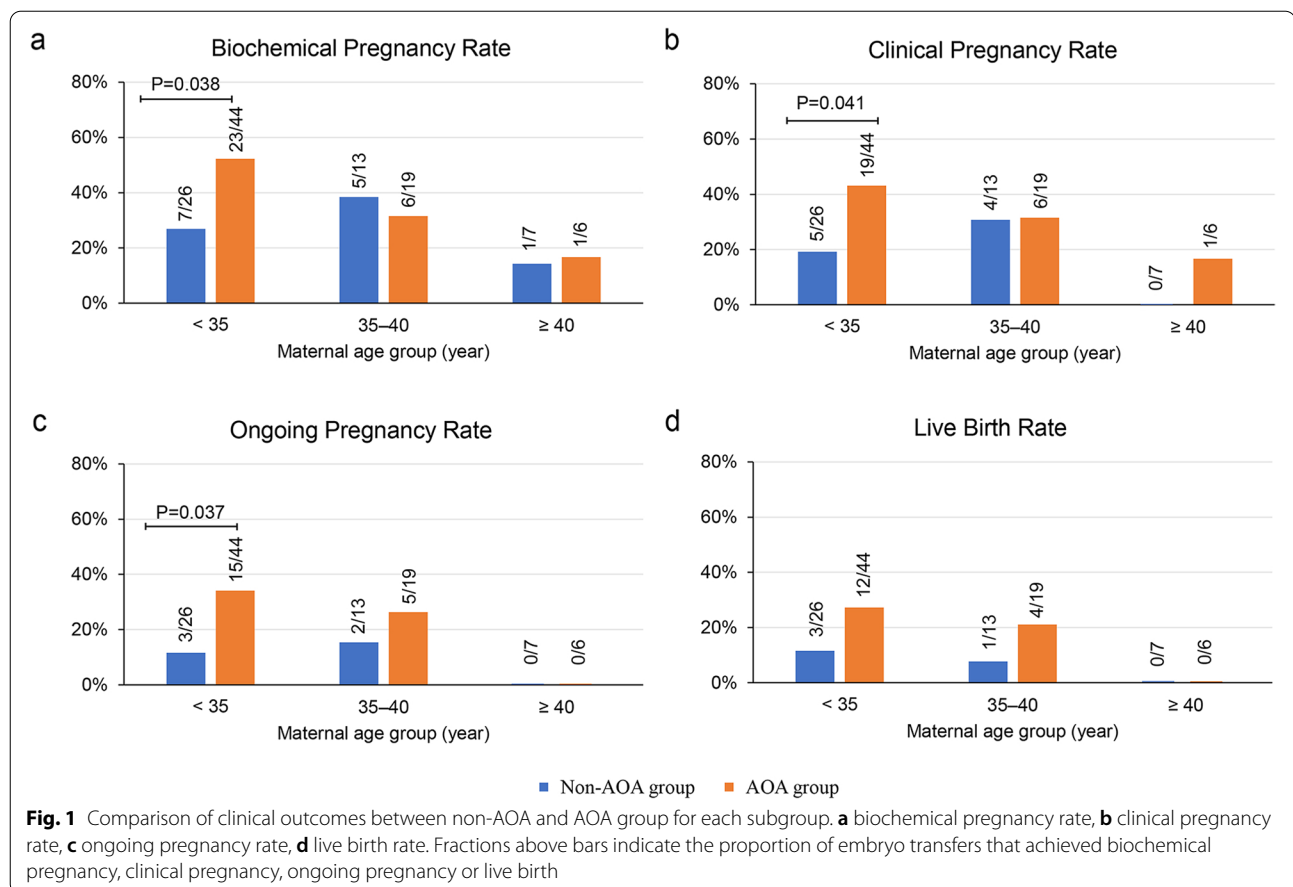 a
Biochemical Pregnancy Rate
80%
60%
40%
20%
0%
P=0.038
7/26
23/44
5/13
6/19
1/7
1/6
< 35
35–40
≥ 40
Maternal age group (year)
b
Clinical Pregnancy Rate
80%
60%
40%
20%
0%
P=0.041
5/26
19/44
4/13
6/19
0/7
1/6
< 35
35–40
≥ 40
Maternal age group (year)
c
Ongoing Pregnancy Rate
80%
60%
40%
20%
0%
P=0.037
3/26
15/44
2/13
5/19
0/7
0/6
< 35
35–40
≥ 40
Maternal age group (year)
d
Live Birth Rate
80%
60%
40%
20%
0%
3/26
12/44
1/13
4/19
0/7
0/6
< 35
35–40
≥ 40
Maternal age group (year)
Non-AOA group
AOA group
Fig. 1 Comparison of clinical outcomes between non-AOA and AOA group for each subgroup. a biochemical pregnancy rate, b clinical pregnancy
rate, c ongoing pregnancy rate, d live birth rate. Fractions above bars indicate the proportion of embryo transfers that achieved biochemical
pregnancy, clinical pregnancy, ongoing pregnancy or live birth